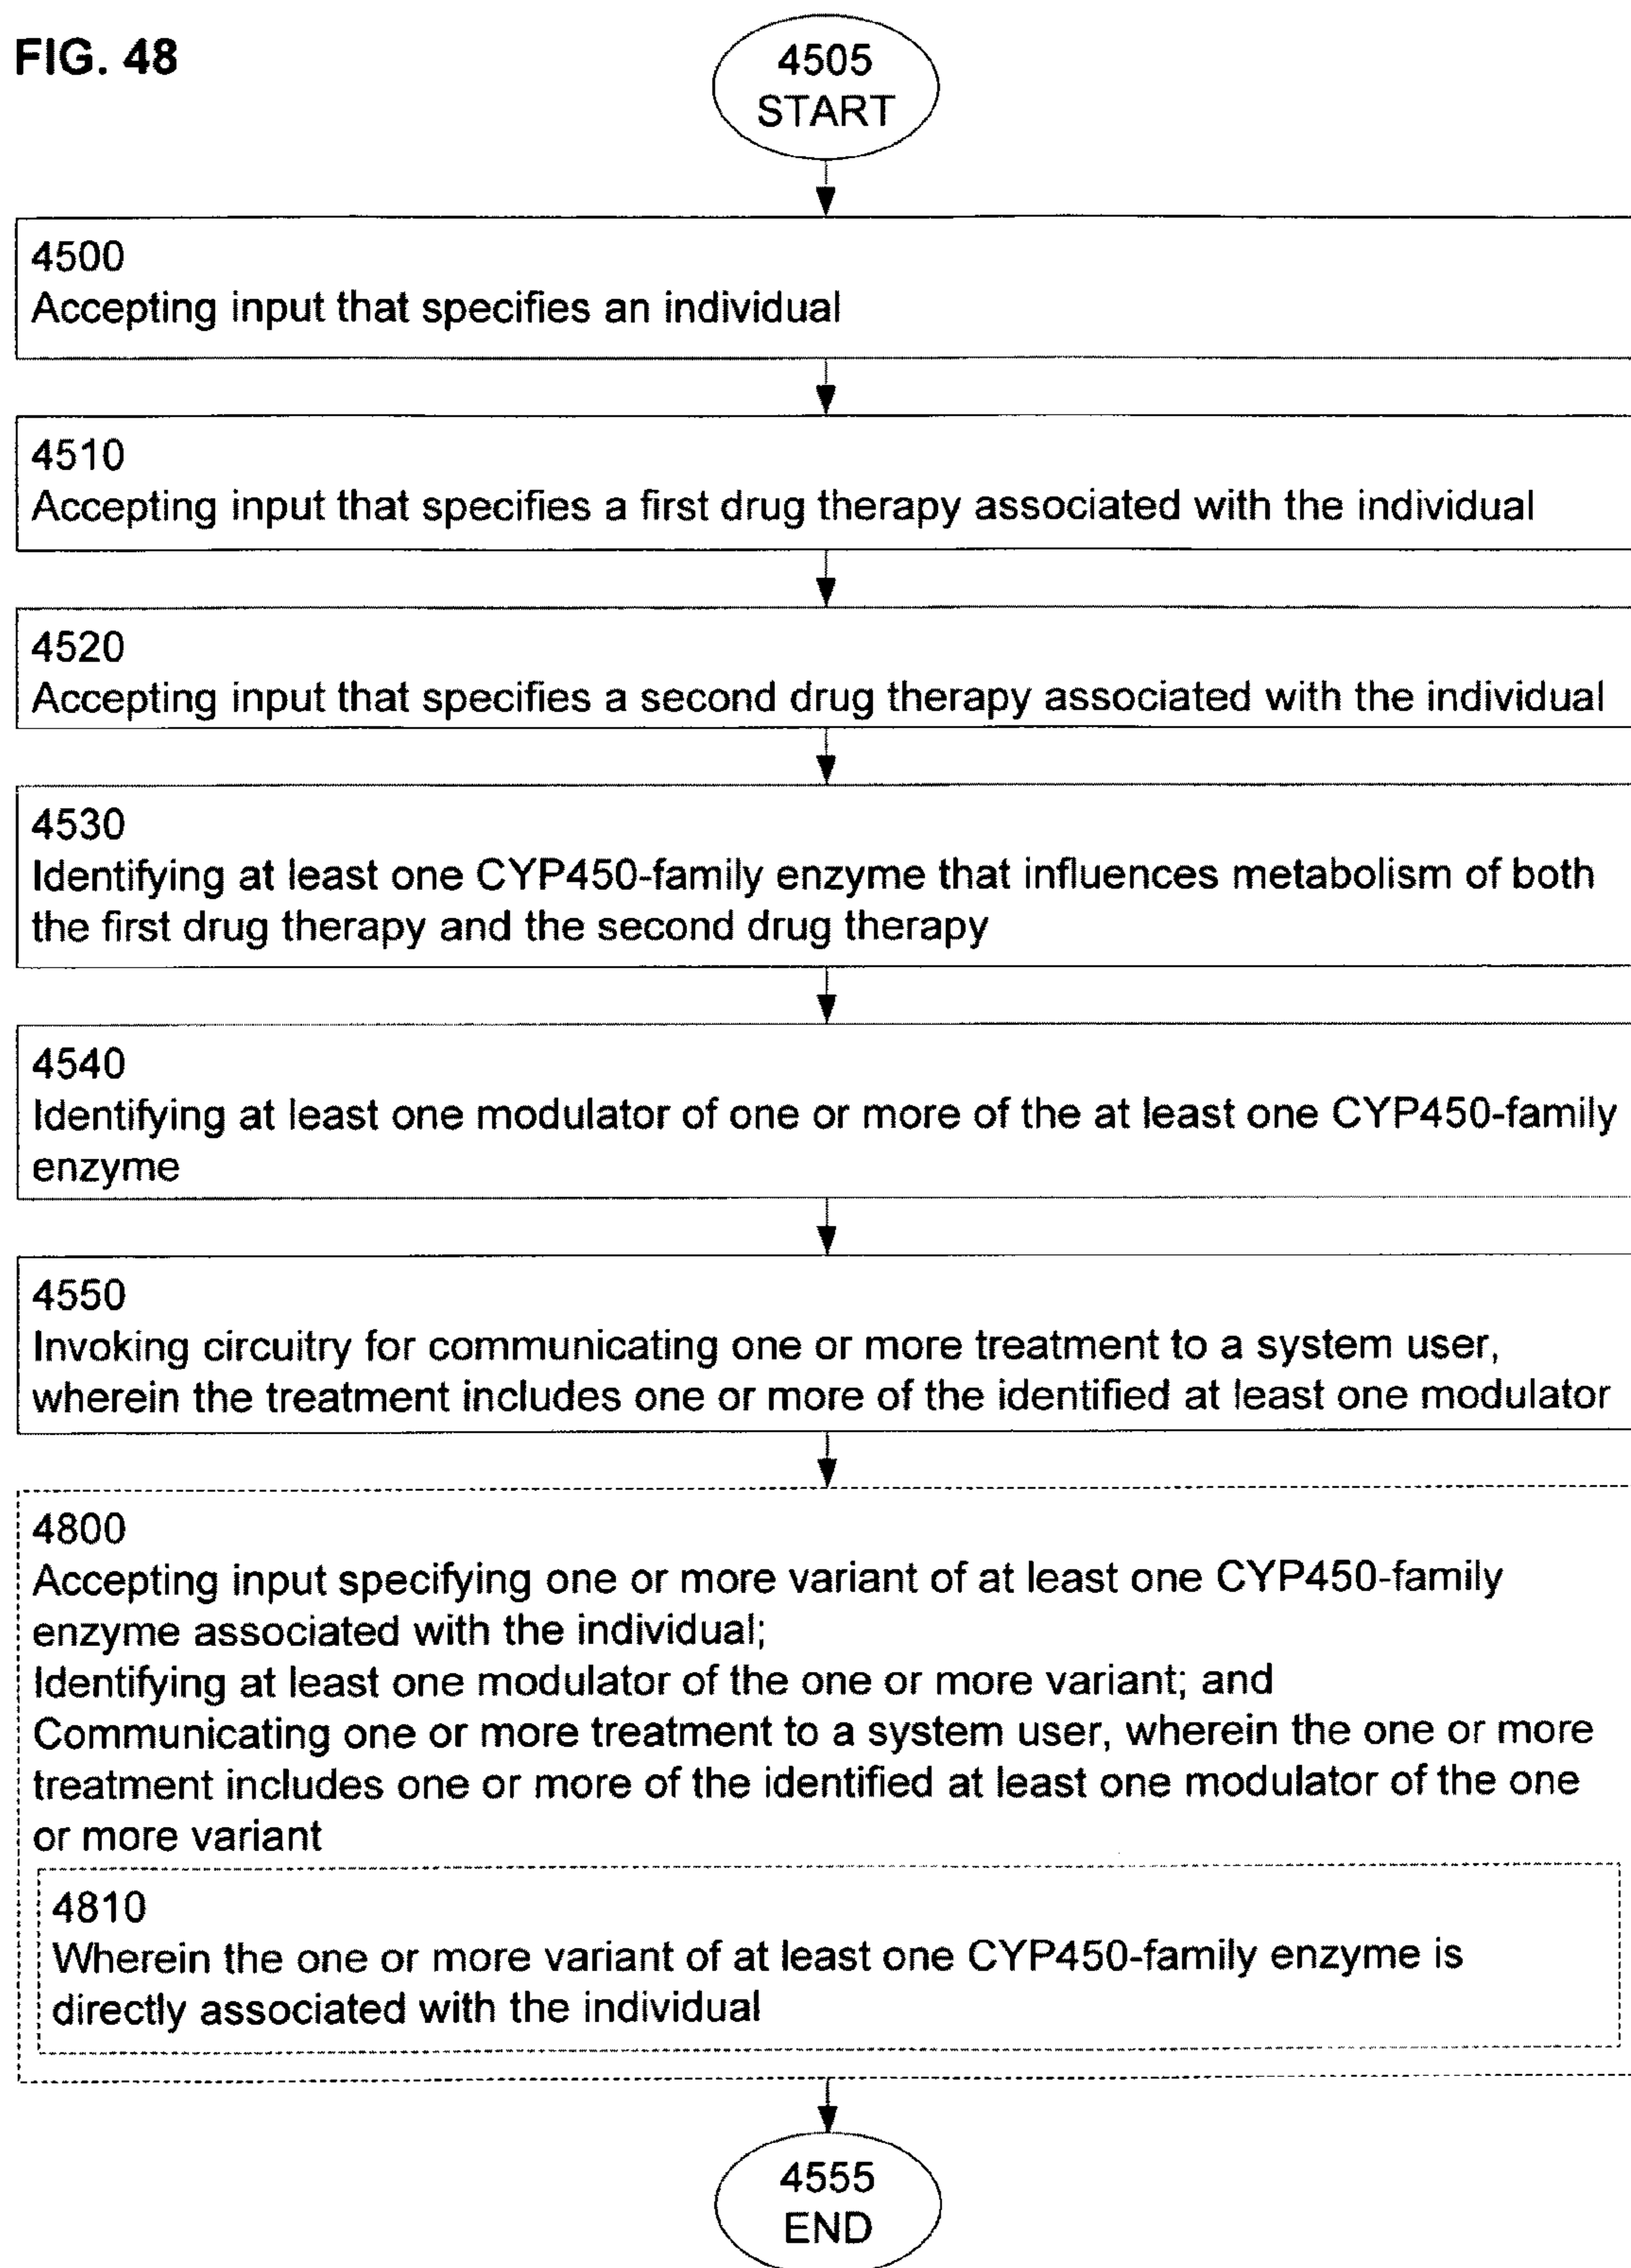 FIG. 48
4505
START
4500
Accepting input that specifies an individual
4510
Accepting input that specifies a first drug therapy associated with the individual
4520
Accepting input that specifies a second drug therapy associated with the individual
4530
Identifying at least one CYP450-family enzyme that influences metabolism of both
the first drug therapy and the second drug therapy
4540
Identifying at least one modulator of one or more of the at least one CYP450-family
enzyme
4550
Invoking circuitry for communicating one or more treatment to a system user,
wherein the treatment includes one or more of the identified at least one modulator
4800
Accepting input specifying one or more variant of at least one CYP450-family
enzyme associated with the individual;
Identifying at least one modulator of the one or more variant; and
Communicating one or more treatment to a system user, wherein the one or more
treatment includes one or more of the identified at least one modulator of the one
or more variant
4810
Wherein the one or more variant of at least one CYP450-family enzyme is
directly associated with the individual
4555
END